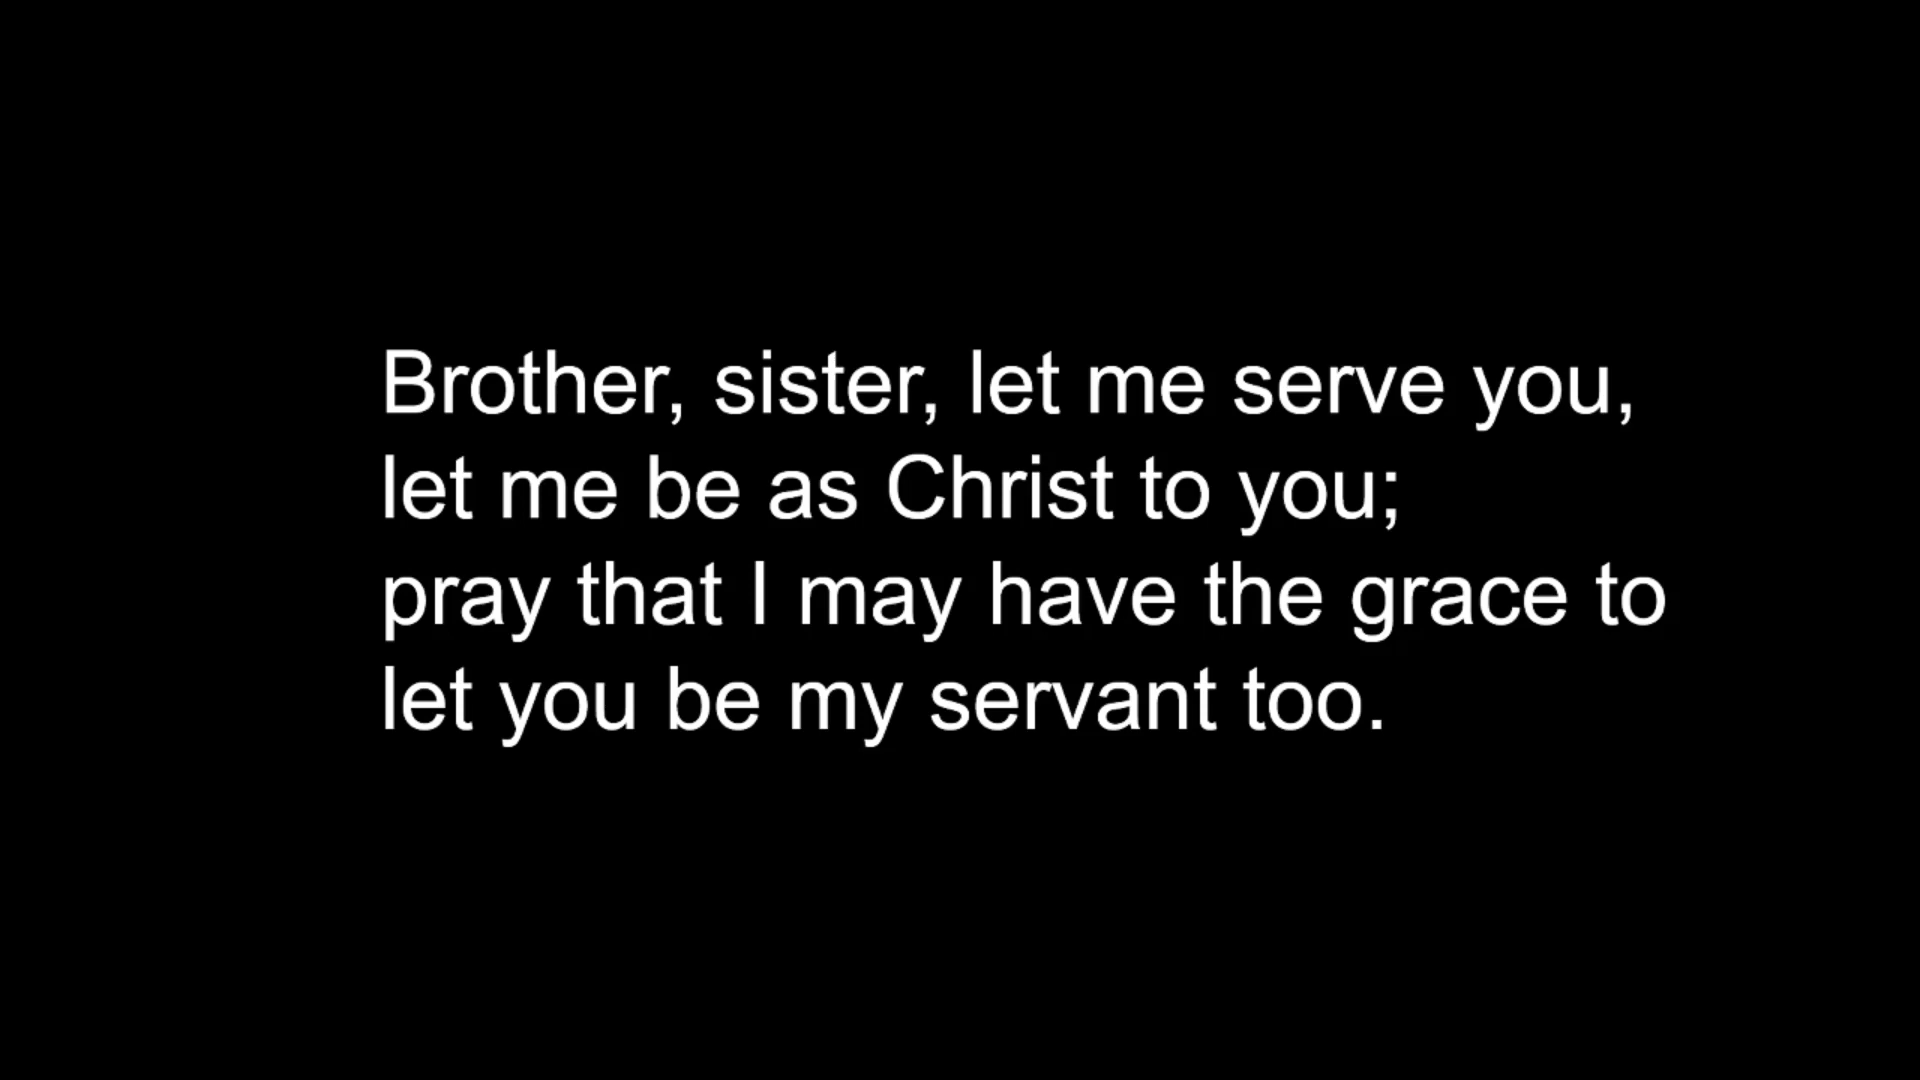 Brother, sister, let me serve you,
let me be as Christ to you;
pray that I may have the grace to
let you be my servant too.